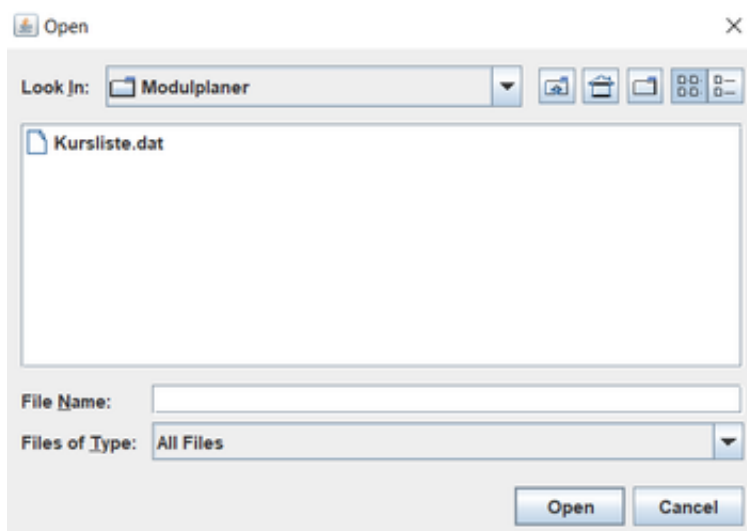 Open
Look In: Modulplaner
Kursliste.dat
File Name:
Files of Type: All Files
Open Cancel